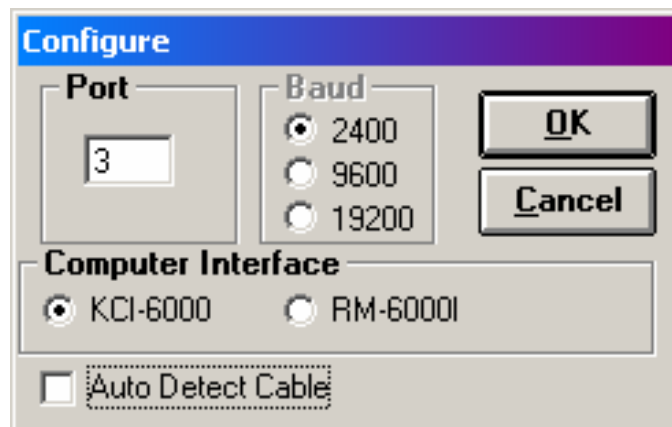 Configure
Port
3
Baud
2400
9600
19200
OK
Cancel
Computer Interface
KCI-6000 RM-6000I
Auto Detect Cable